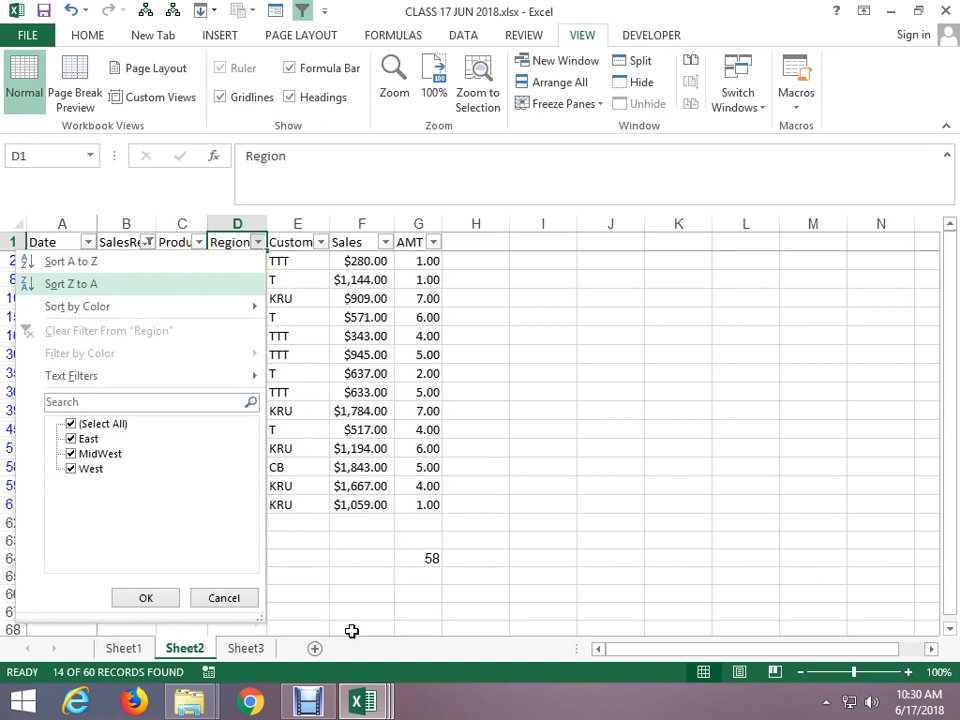 CLASS 17 JUN 2018.xlsx - Excel
FILE HOME New Tab INSERT PAGE LAYOUT FORMULAS DATA REVIEW VIEW DEVELOPER Sign in
Normal Page Break Preview Page Layout Custom Views
Workbook Views
Ruler Formula Bar
Gridlines Headings
Show
Zoom 100% Zoom to Selection
Zoom
New Window Split
Arrange All Hide
Freeze Panes Unhide
Switch Windows
Window
Macros
Macros
D1 fx Region
A B C D E F G H I J K L M N
1 Date SalesRe Produ Region Custom Sales AMT
TTT $280.00 1.00
T $1,144.00 1.00
KRU $909.00 7.00
T $571.00 6.00
TTT $343.00 4.00
TTT $945.00 5.00
T $637.00 2.00
TTT $633.00 5.00
KRU $1,784.00 7.00
T $517.00 4.00
KRU $1,194.00 6.00
CB $1,843.00 5.00
KRU $1,667.00 4.00
KRU $1,059.00 1.00
58
68
Sort A to Z
Sort Z to A
Sort by Color
Clear Filter From "Region"
Filter by Color
Text Filters
Search
(Select All)
East
MidWest
West
OK Cancel
Sheet1 Sheet2 Sheet3
READY 14 OF 60 RECORDS FOUND 100%
10:30 AM
6/17/2018